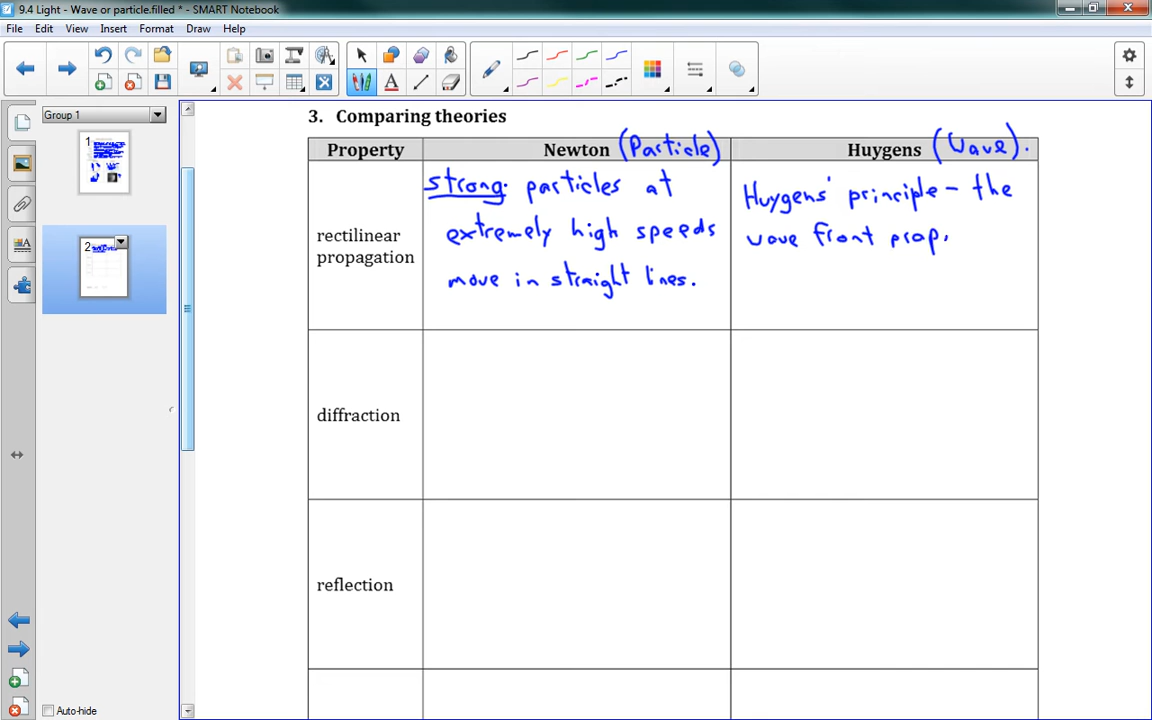 9.4 Light - Wave or particle.filled * - SMART Notebook
File Edit View Insert Format Draw Help
Group 1
1
2
Auto-hide
3. Comparing theories
Property Newton (Particle) Huygens (Wave).
rectilinear propagation
strong. particles at
extremely high speeds
move in straight lines.
Huygens' principle - the
wave front prop.
diffraction
reflection